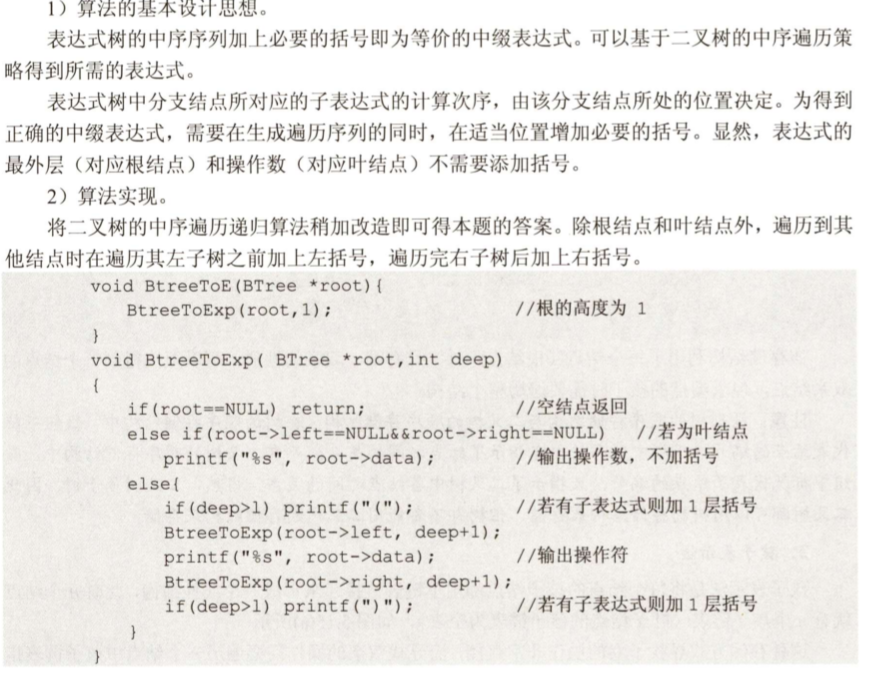 1）算法的基本设计思想。
表达式树的中序序列加上必要的括号即为等价的中缀表达式。可以基于二叉树的中序遍历策
略得到所需的表达式。
表达式树中分支结点所对应的子表达式的计算次序，由该分支结点所处的位置决定。为得到
正确的中缀表达式，需要在生成遍历序列的同时，在适当位置增加必要的括号。显然，表达式的
最外层（对应根结点）和操作数（对应叶结点）不需要添加括号。
2）算法实现。
将二叉树的中序遍历递归算法稍加改造即可得本题的答案。除根结点和叶结点外，遍历到其
他结点时在遍历其左子树之前加上左括号，遍历完右子树后加上右括号。
void BtreeToE(BTree *root){
BtreeToExp(root,1); //根的高度为 1
}
void BtreeToExp( BTree *root,int deep)
{
if(root==NULL) return; //空结点返回
else if(root->left==NULL&&root->right==NULL) //若为叶结点
printf("%s", root->data); //输出操作数，不加括号
else{
if(deep>1) printf("("); //若有子表达式则加 1 层括号
BtreeToExp(root->left, deep+1);
printf("%s", root->data); //输出操作符
BtreeToExp(root->right, deep+1);
if(deep>1) printf(")"); //若有子表达式则加 1 层括号
}
}